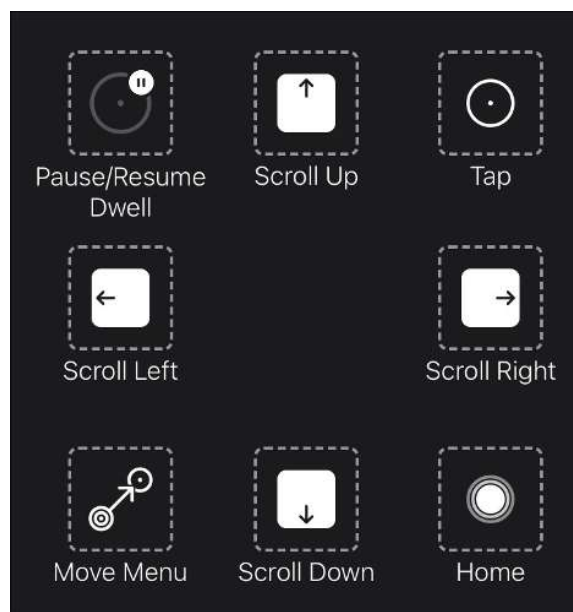 Pause/Resume
Dwell
Scroll Up
Tap
Scroll Left
Scroll Right
Move Menu
Scroll Down
Home